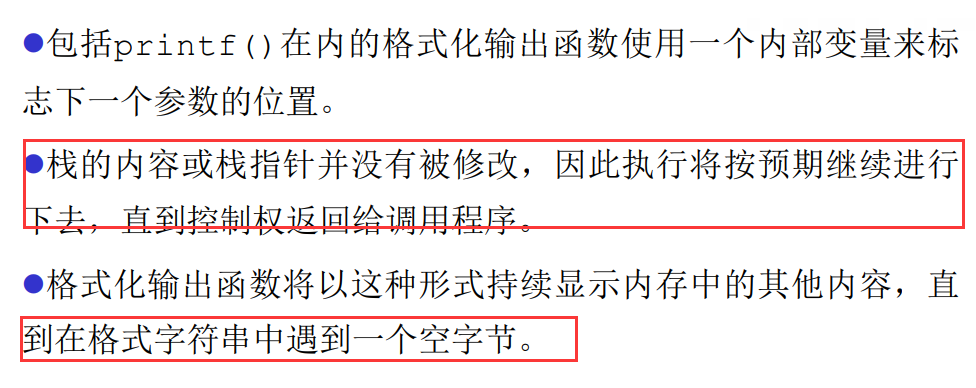 ●包括printf()在内的格式化输出函数使用一个内部变量来标
志下一个参数的位置。
●栈的内容或栈指针并没有被修改，因此执行将按预期继续进行
下去，直到控制权返回给调用程序。
●格式化输出函数将以这种形式持续显示内存中的其他内容，直
到在格式字符串中遇到一个空字节。